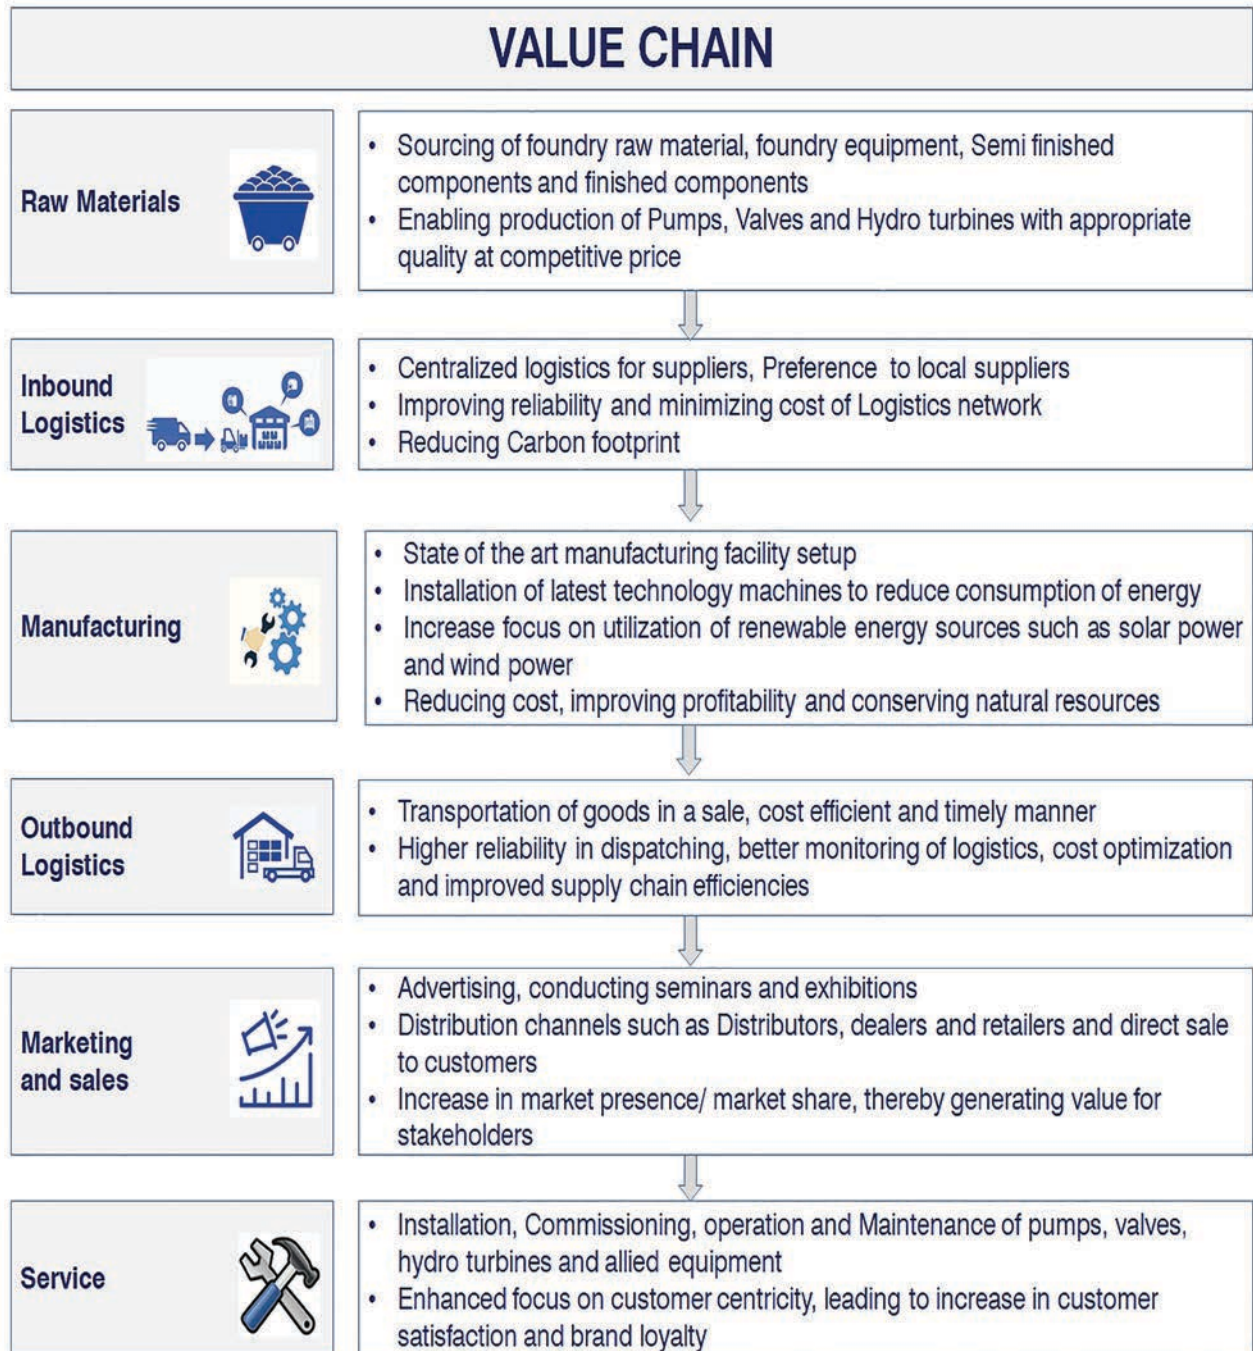 VALUE CHAIN
Raw Materials
• Sourcing of foundry raw material, foundry equipment, Semi finished
components and finished components
• Enabling production of Pumps, Valves and Hydro turbines with appropriate
quality at competitive price
Inbound
Logistics
• Centralized logistics for suppliers, Preference to local suppliers
• Improving reliability and minimizing cost of Logistics network
• Reducing Carbon footprint
Manufacturing
• State of the art manufacturing facility setup
• Installation of latest technology machines to reduce consumption of energy
• Increase focus on utilization of renewable energy sources such as solar power
and wind power
• Reducing cost, improving profitability and conserving natural resources
Outbound
Logistics
• Transportation of goods in a sale, cost efficient and timely manner
• Higher reliability in dispatching, better monitoring of logistics, cost optimization
and improved supply chain efficiencies
Marketing
and sales
• Advertising, conducting seminars and exhibitions
• Distribution channels such as Distributors, dealers and retailers and direct sale
to customers
• Increase in market presence/ market share, thereby generating value for
stakeholders
Service
• Installation, Commissioning, operation and Maintenance of pumps, valves,
hydro turbines and allied equipment
• Enhanced focus on customer centricity, leading to increase in customer
satisfaction and brand loyalty